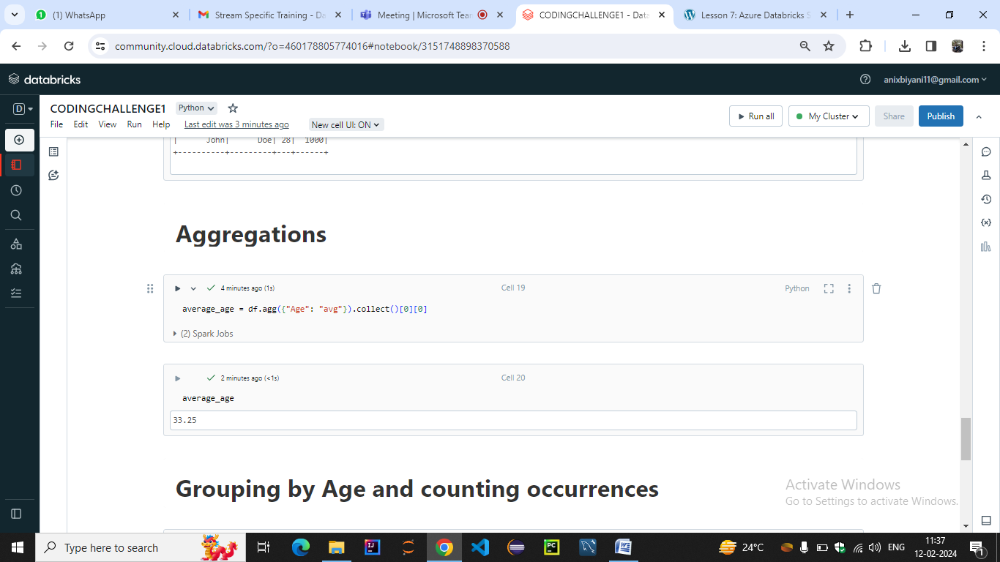 (1) WhatsApp
Stream Specific Training - Da
Meeting | Microsoft Tear
CODINGCHALLENGE1 - Data
Lesson 7: Azure Databricks S
community.cloud.databricks.com/?o=460178805774016#notebook/3151748898370588
databricks
anixbiyani11@gmail.com
D
CODINGCHALLENGE1 Python
File Edit View Run Help Last edit was 3 minutes ago New cell UI: ON
Run all My Cluster Share Publish
| John| Doe| 28| 1000|
+----------+---------+---+------+
Aggregations
4 minutes ago (1s) Cell 19 Python
average_age = df.agg({"Age": "avg"}).collect()[0][0]
(2) Spark Jobs
2 minutes ago (<1s) Cell 20
average_age
33.25
Grouping by Age and counting occurrences
Activate Windows
Go to Settings to activate Windows.
Type here to search
24°C
ENG
11:37
12-02-2024
1